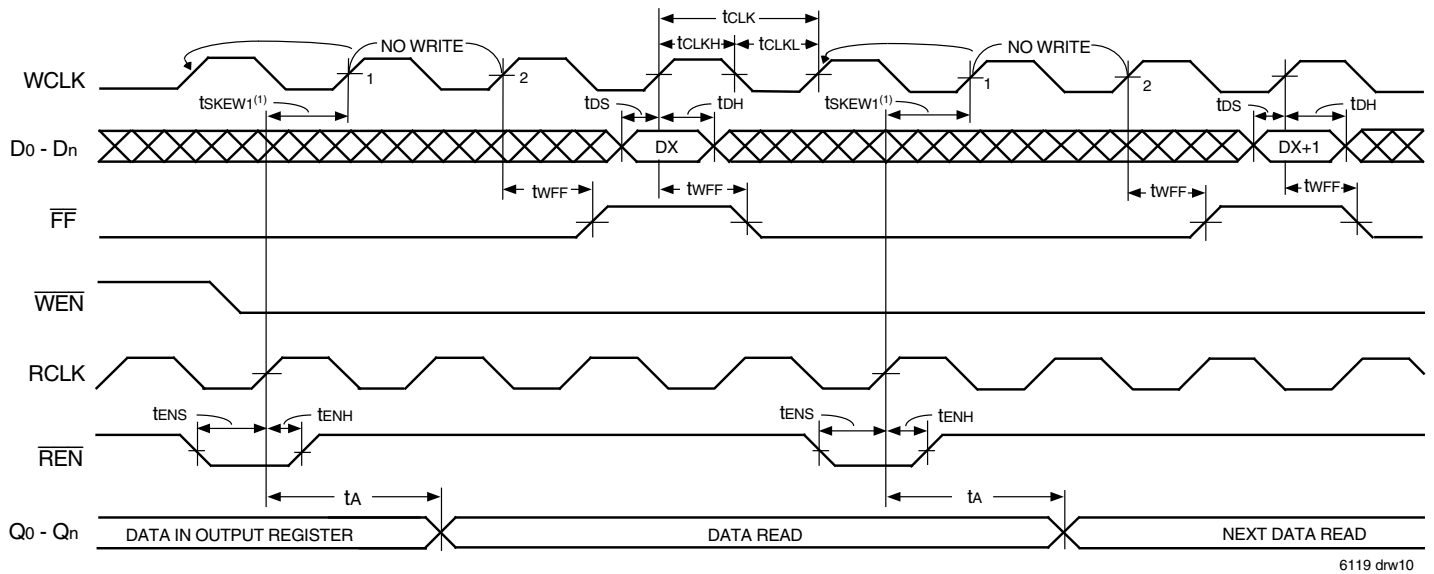 tCLK
NO WRITE
tCLKH
tCLKL
NO WRITE
WCLK
1
2
1
2
tSKEW1(1)
tDS
tDH
tSKEW1(1)
tDS
tDH
D0 - Dn
DX
DX+1
tWFF
tWFF
tWFF
tWFF
FF
WEN
RCLK
tENS
tENH
tENS
tENH
REN
tA
tA
Q0 - Qn
DATA IN OUTPUT REGISTER
DATA READ
NEXT DATA READ
6119 drw10